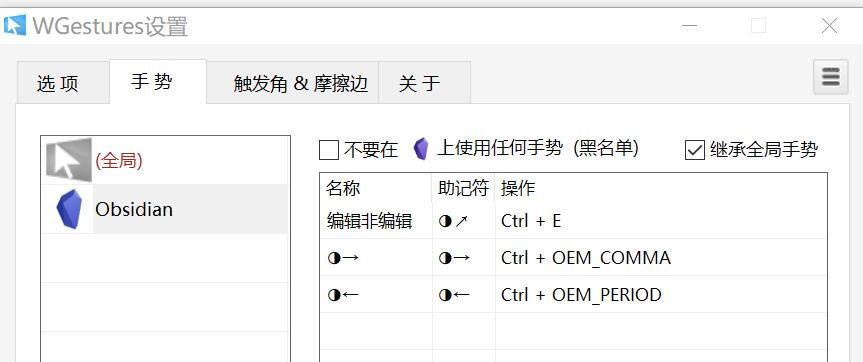 WGestures设置
选 项 手 势 触发角 & 摩擦边 关 于
(全局)
Obsidian
不要在 上使用任何手势 (黑名单) 继承全局手势
名称 助记符 操作
编辑非编辑 ◑↗ Ctrl + E
◑→ ◑→ Ctrl + OEM_COMMA
◑← ◑← Ctrl + OEM_PERIOD